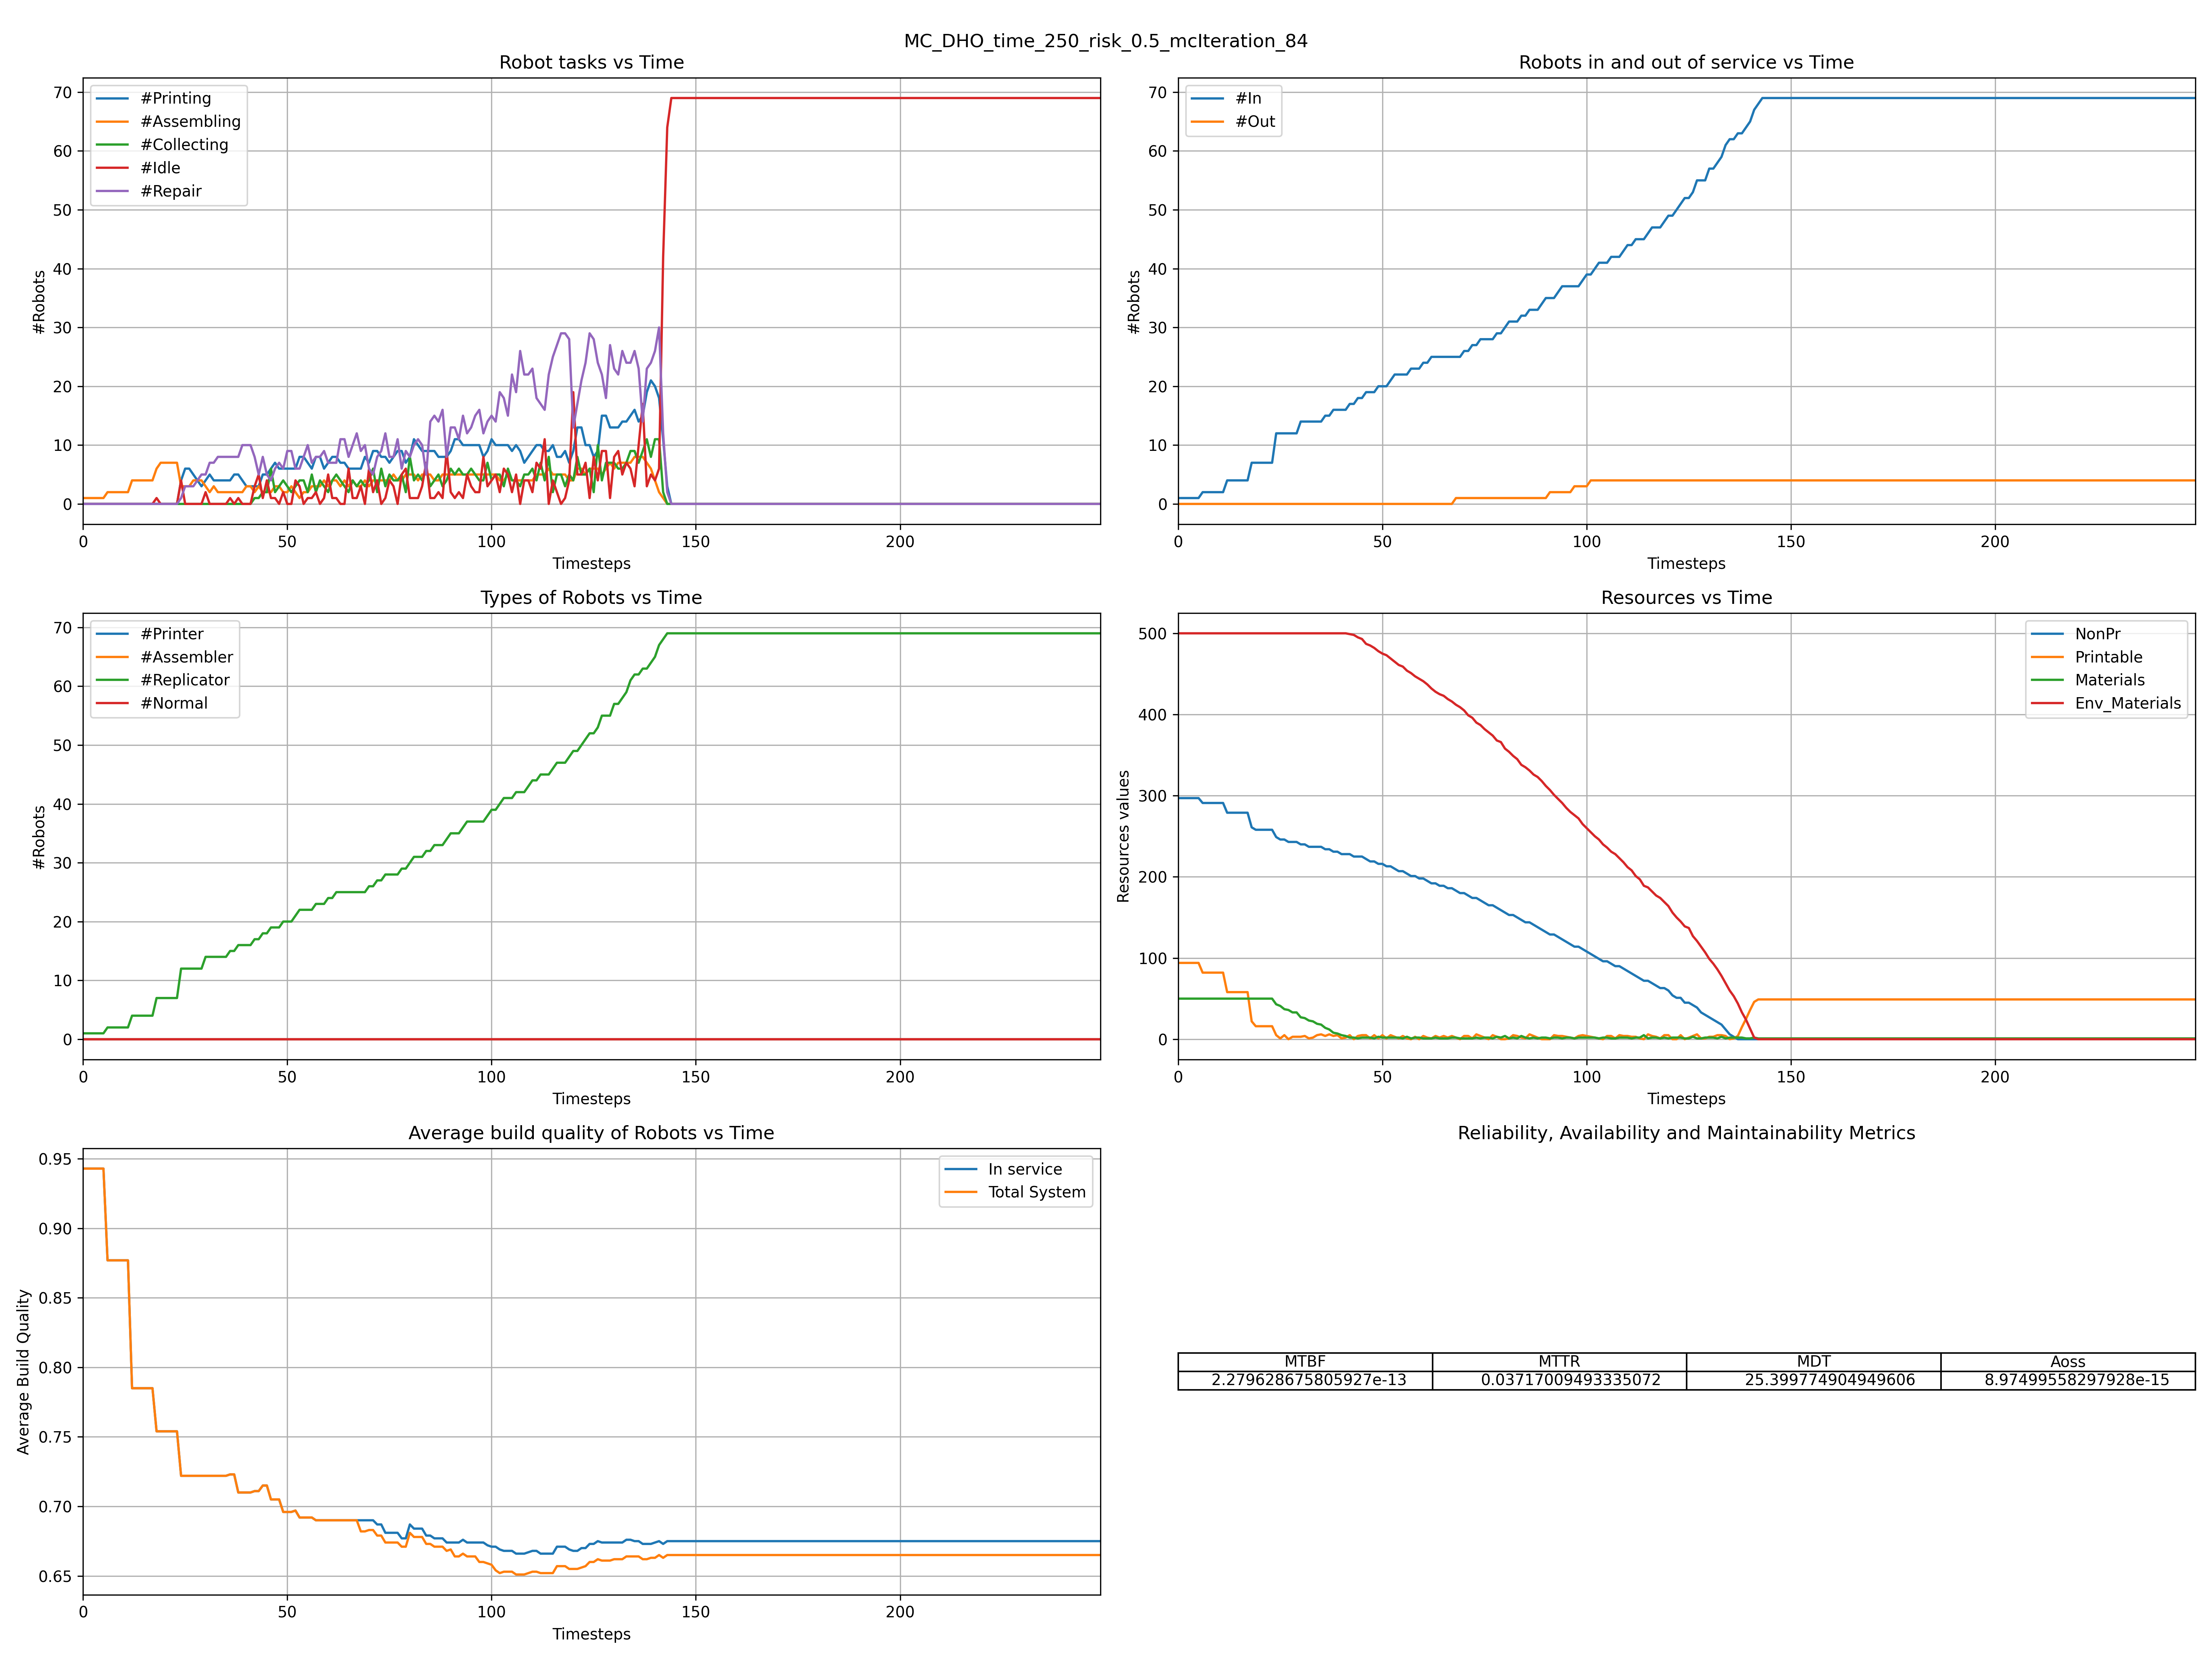 MC_DHO_time_250_risk_0.5_mcIteration_84
Robot tasks vs Time
70
60
50
40
30
20
10
0
#Robots
#Printing
#Assembling
#Collecting
#Idle
#Repair
0 50 100 150 200
Timesteps
Robots in and out of service vs Time
70
60
50
40
30
20
10
0
#Robots
#In
#Out
0 50 100 150 200
Timesteps
Types of Robots vs Time
70
60
50
40
30
20
10
0
#Robots
#Printer
#Assembler
#Replicator
#Normal
0 50 100 150 200
Timesteps
Resources vs Time
500
400
300
200
100
0
Resources values
NonPr
Printable
Materials
Env_Materials
0 50 100 150 200
Timesteps
Average build quality of Robots vs Time
0.95
0.90
0.85
0.80
0.75
0.70
0.65
Average Build Quality
In service
Total System
0 50 100 150 200
Timesteps
Reliability, Availability and Maintainability Metrics
MTBF MTTR MDT Aoss
2.279628675805927e-13 0.03717009493335072 25.399774904949606 8.97499558297928e-15